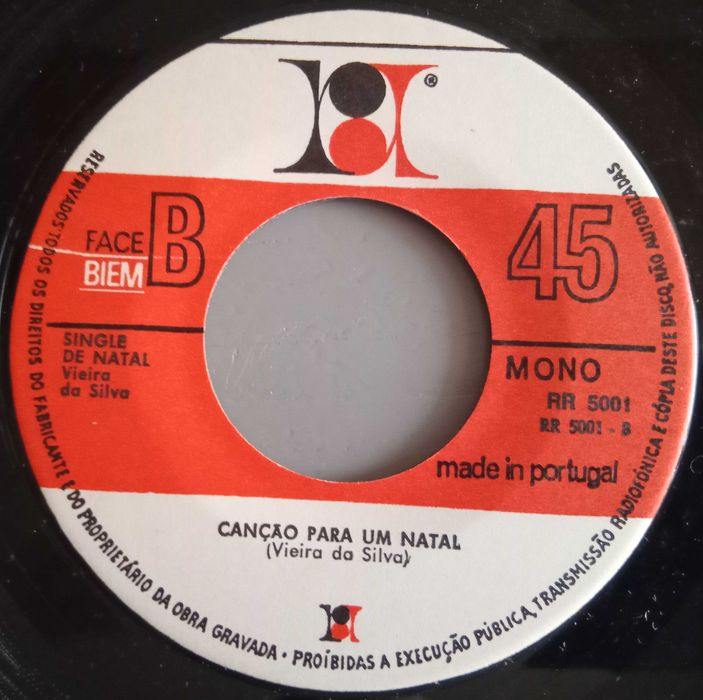 ®
FACE B
BIEM
45
SINGLE
DE NATAL
Vieira
da Silva
MONO
RR 5001
RR 5001 - B
made in portugal
CANÇÃO PARA UM NATAL
(Vieira da Silva)
RESERVADOS TODOS OS DIREITOS DO FABRICANTE E DO PROPRIETÁRIO DA OBRA GRAVADA • PROÍBIDAS A EXECUÇÃO PÚBLICA, TRANSMISSÃO RADIOFÓNICA E CÓPIA DESTE DISCO, NÃO AUTORIZADAS